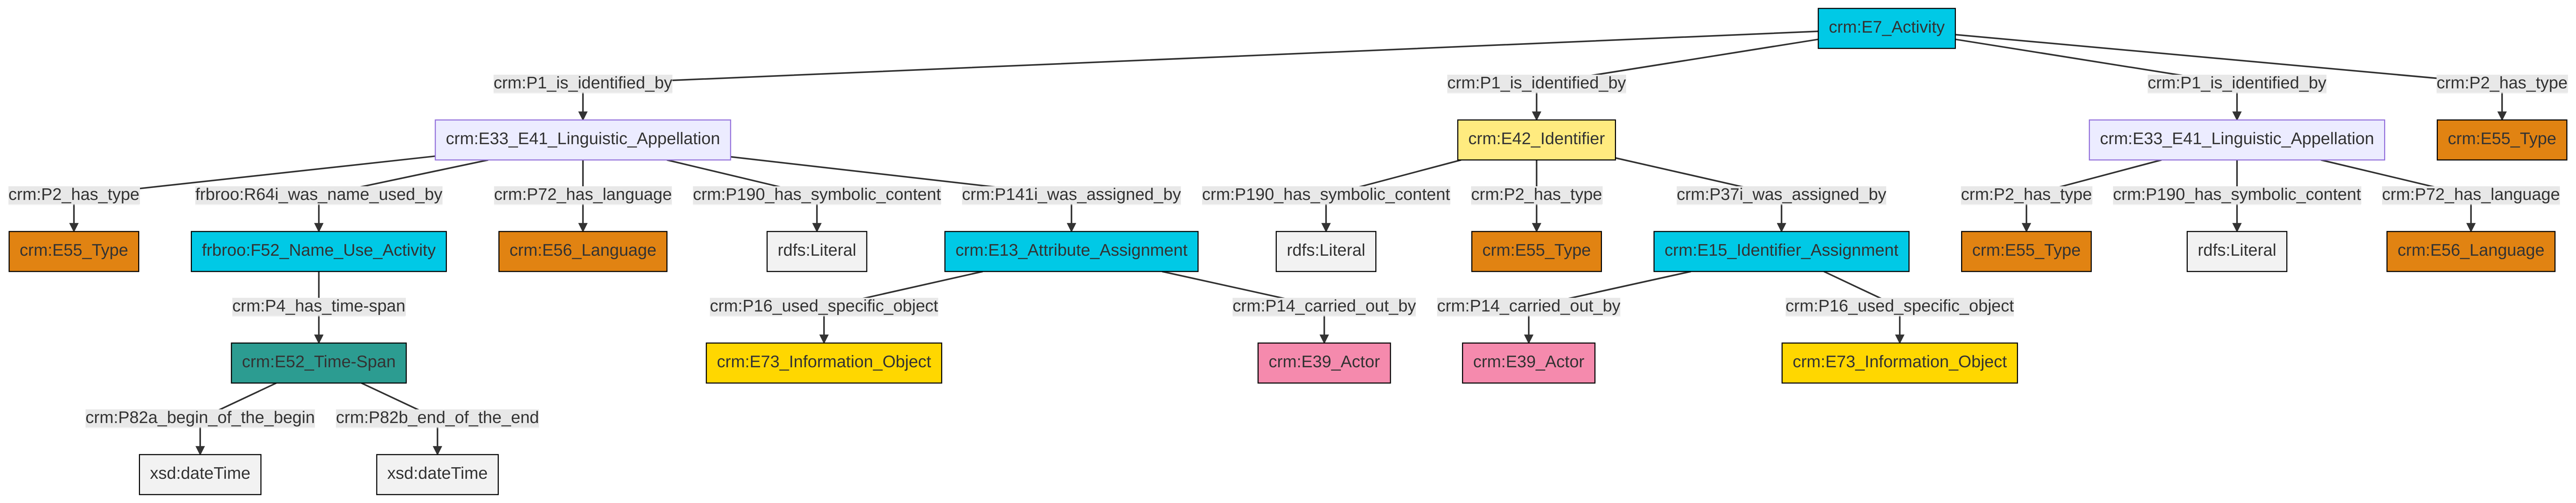 crm:E7_Activity
crm:P1_is_identified_by
crm:P1_is_identified_by
crm:P1_is_identified_by
crm:P2_has_type
crm:E33_E41_Linguistic_Appellation
crm:E42_Identifier
crm:E33_E41_Linguistic_Appellation
crm:E55_Type
crm:P2_has_type
frbroo:R64i_was_name_used_by
crm:P72_has_language
crm:P190_has_symbolic_content
crm:P141i_was_assigned_by
crm:P190_has_symbolic_content
crm:P2_has_type
crm:P37i_was_assigned_by
crm:P2_has_type
crm:P190_has_symbolic_content
crm:P72_has_language
crm:E55_Type
frbroo:F52_Name_Use_Activity
crm:E56_Language
rdfs:Literal
crm:E13_Attribute_Assignment
rdfs:Literal
crm:E55_Type
crm:E15_Identifier_Assignment
crm:E55_Type
rdfs:Literal
crm:E56_Language
crm:P4_has_time-span
crm:P16_used_specific_object
crm:P14_carried_out_by
crm:P14_carried_out_by
crm:P16_used_specific_object
crm:E52_Time-Span
crm:E73_Information_Object
crm:E39_Actor
crm:E39_Actor
crm:E73_Information_Object
crm:P82a_begin_of_the_begin
crm:P82b_end_of_the_end
xsd:dateTime
xsd:dateTime